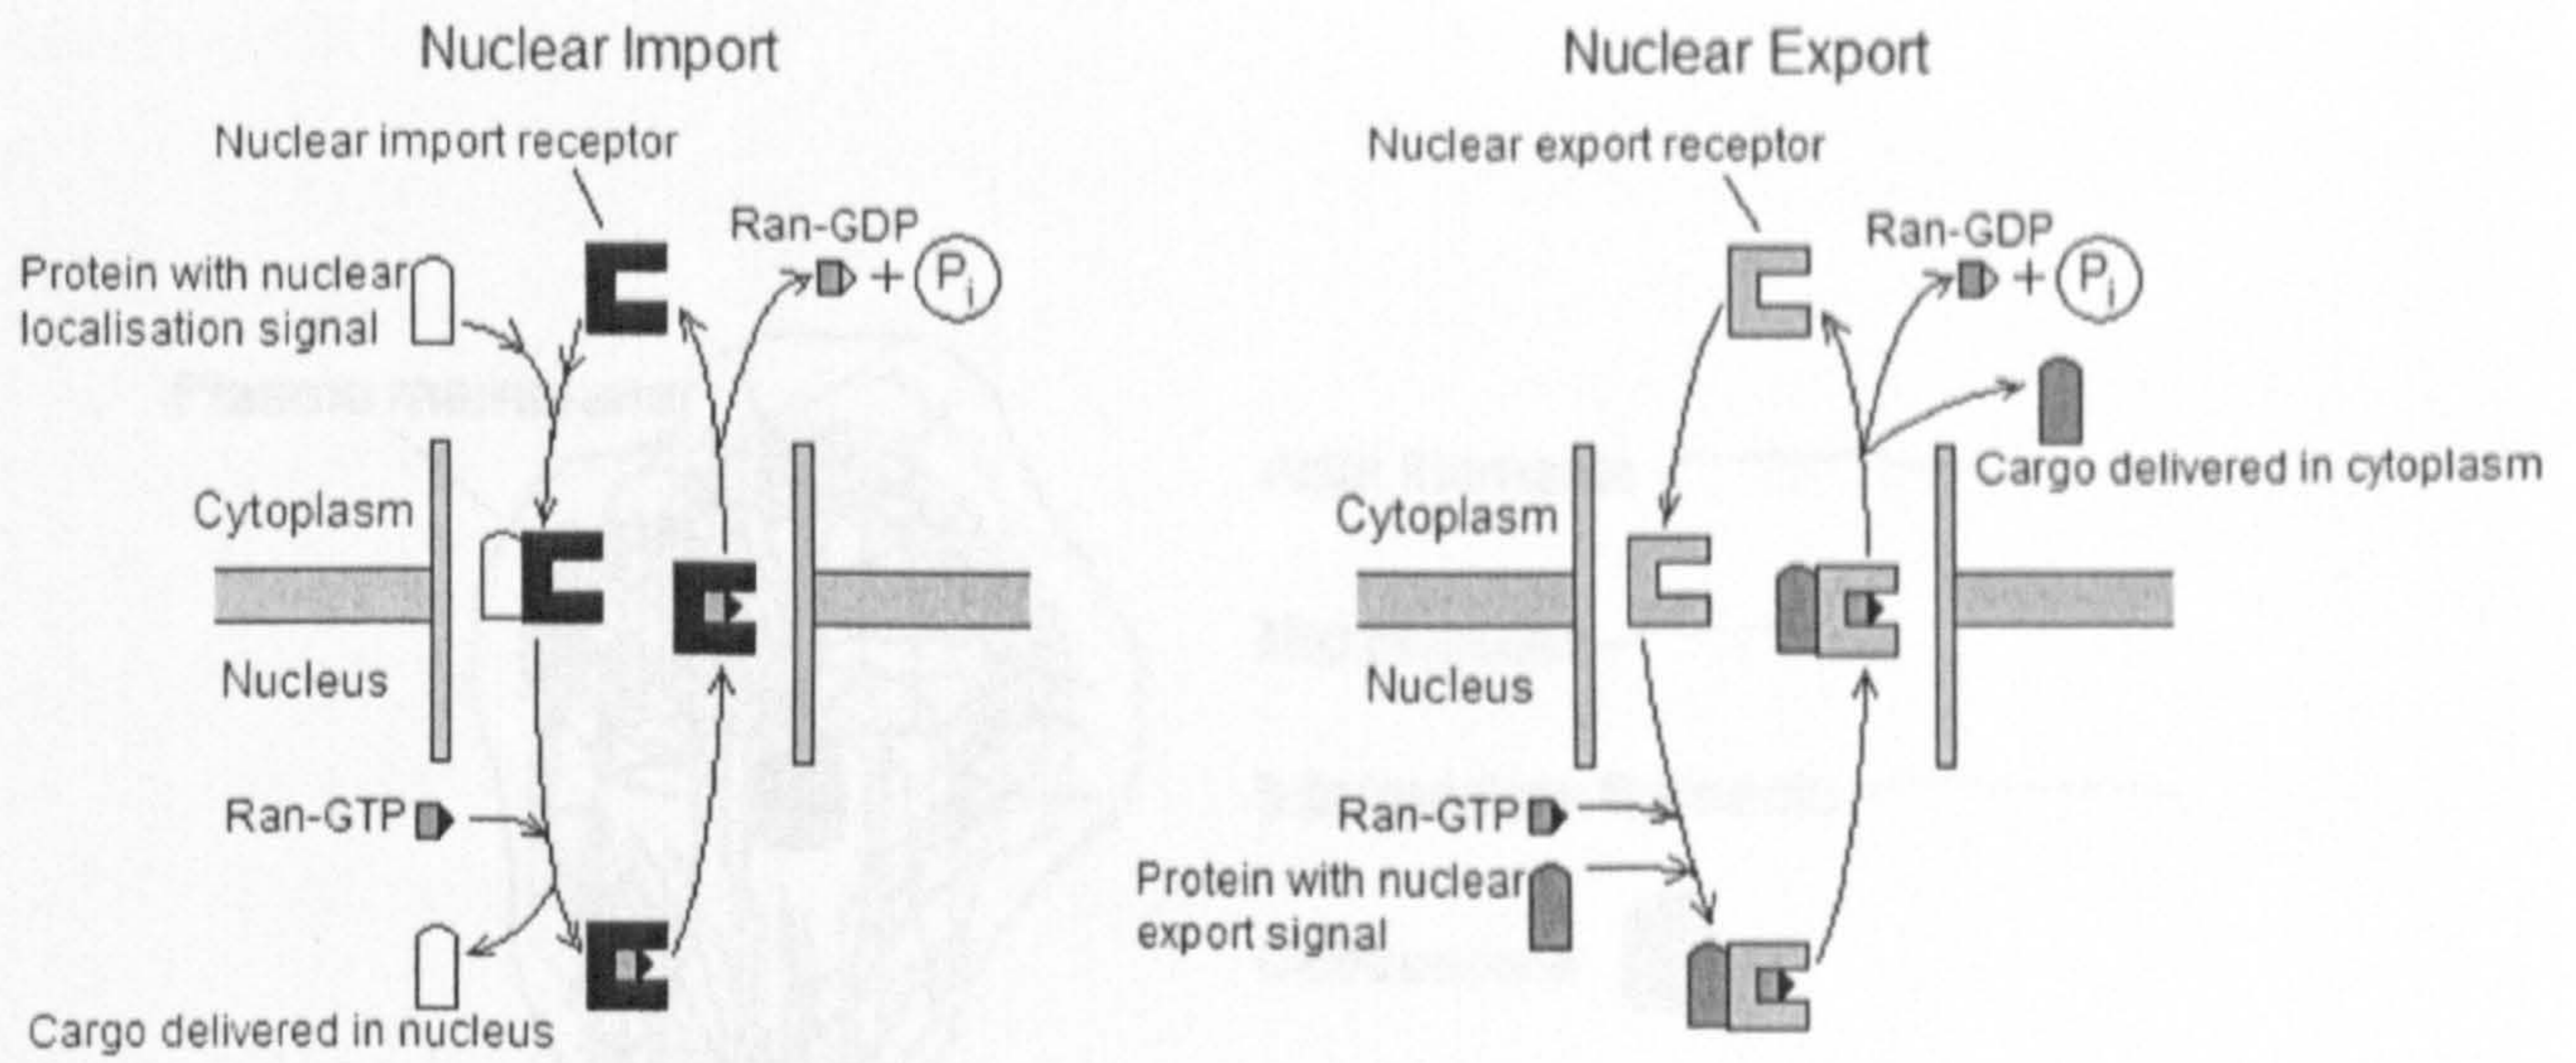 Nuclear Import
Nuclear import receptor
Ran-GDP
+ Pi
Protein with nuclear
localisation signal
Cytoplasm
Nucleus
Ran-GTP
Cargo delivered in nucleus
Nuclear Export
Nuclear export receptor
Ran-GDP
+ Pi
Cargo delivered in cytoplasm
Cytoplasm
Nucleus
Ran-GTP
Protein with nuclear
export signal